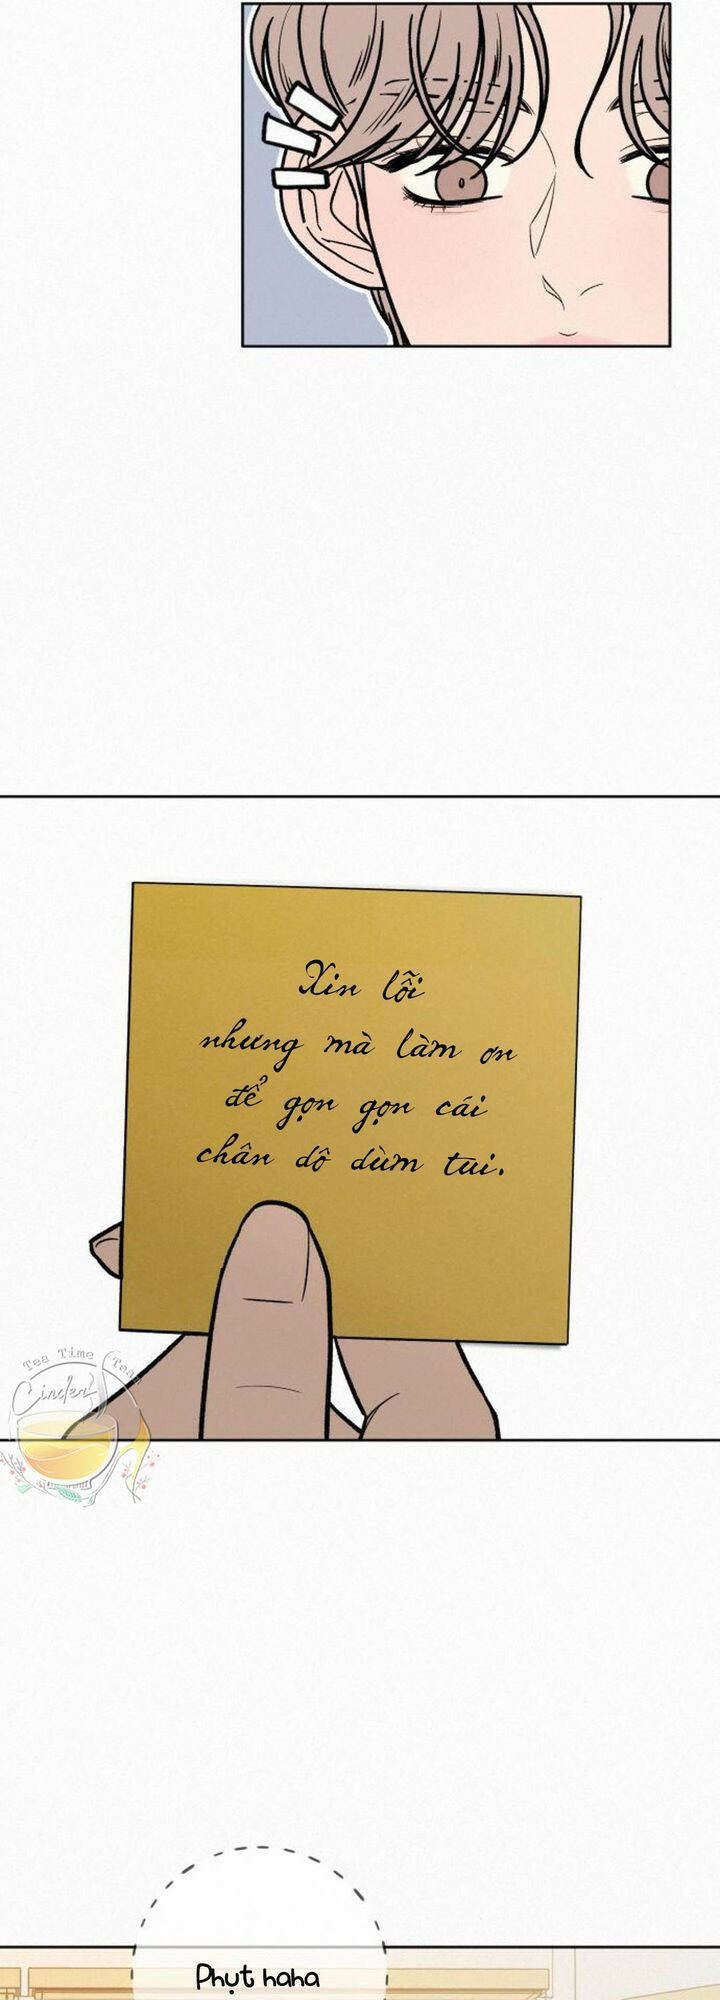 Xin lỗi
nhưng mà làm ơn
để gọn gọn cái
chân dô dùm tui.
Tea Time Tea
Cinder
Phụt haha